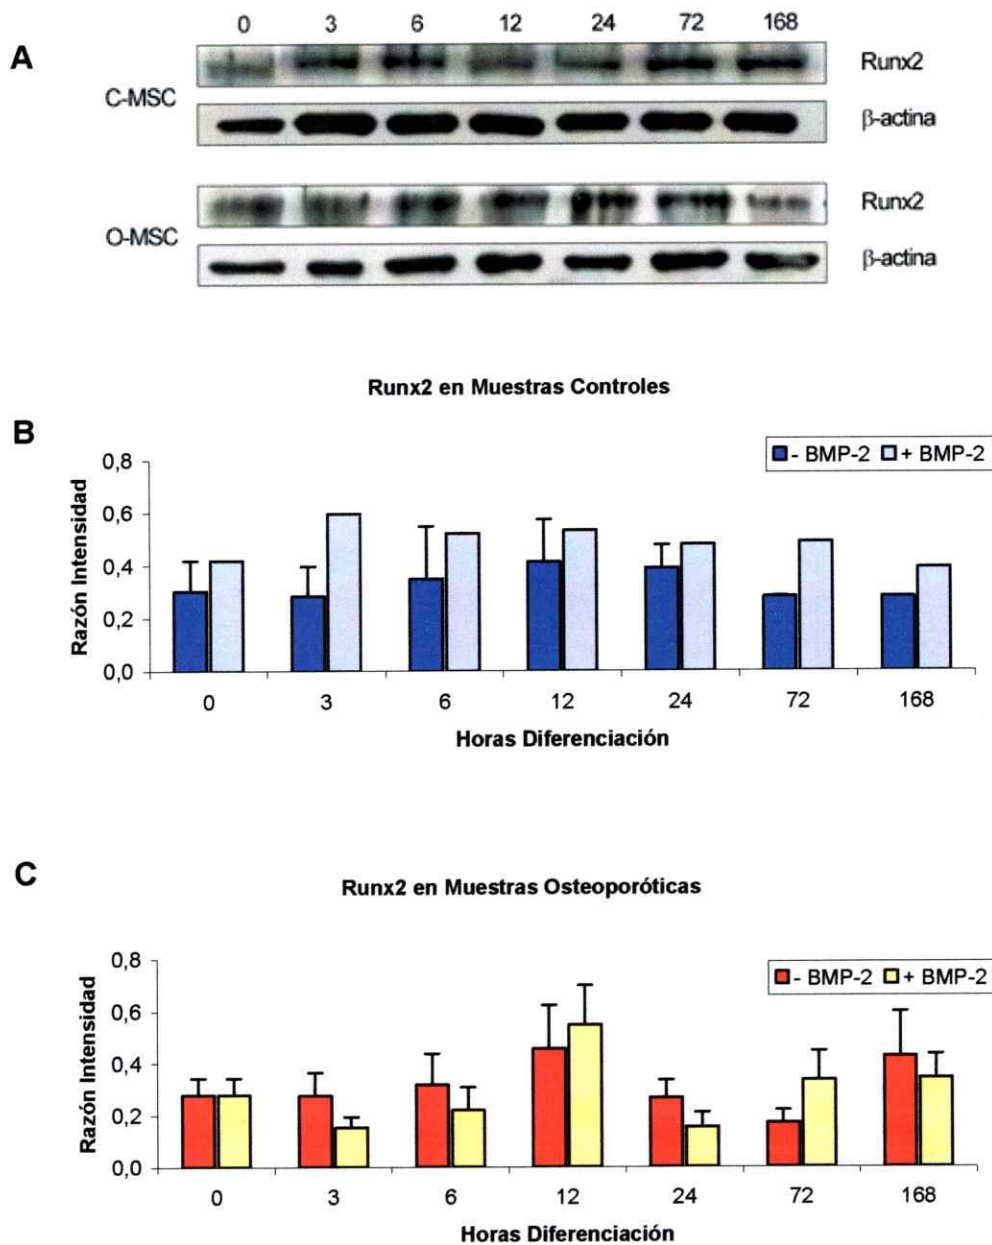 0 3 6 12 24 72 168
A
Runx2
C-MSC
β-actina
Runx2
O-MSC
β-actina
Runx2 en Muestras Controles
B
- BMP-2 + BMP-2
Razón Intensidad
0,8
0,6
0,4
0,2
0,0
0 3 6 12 24 72 168
Horas Diferenciación
C
Runx2 en Muestras Osteoporóticas
- BMP-2 + BMP-2
Razón Intensidad
0,8
0,6
0,4
0,2
0,0
0 3 6 12 24 72 168
Horas Diferenciación